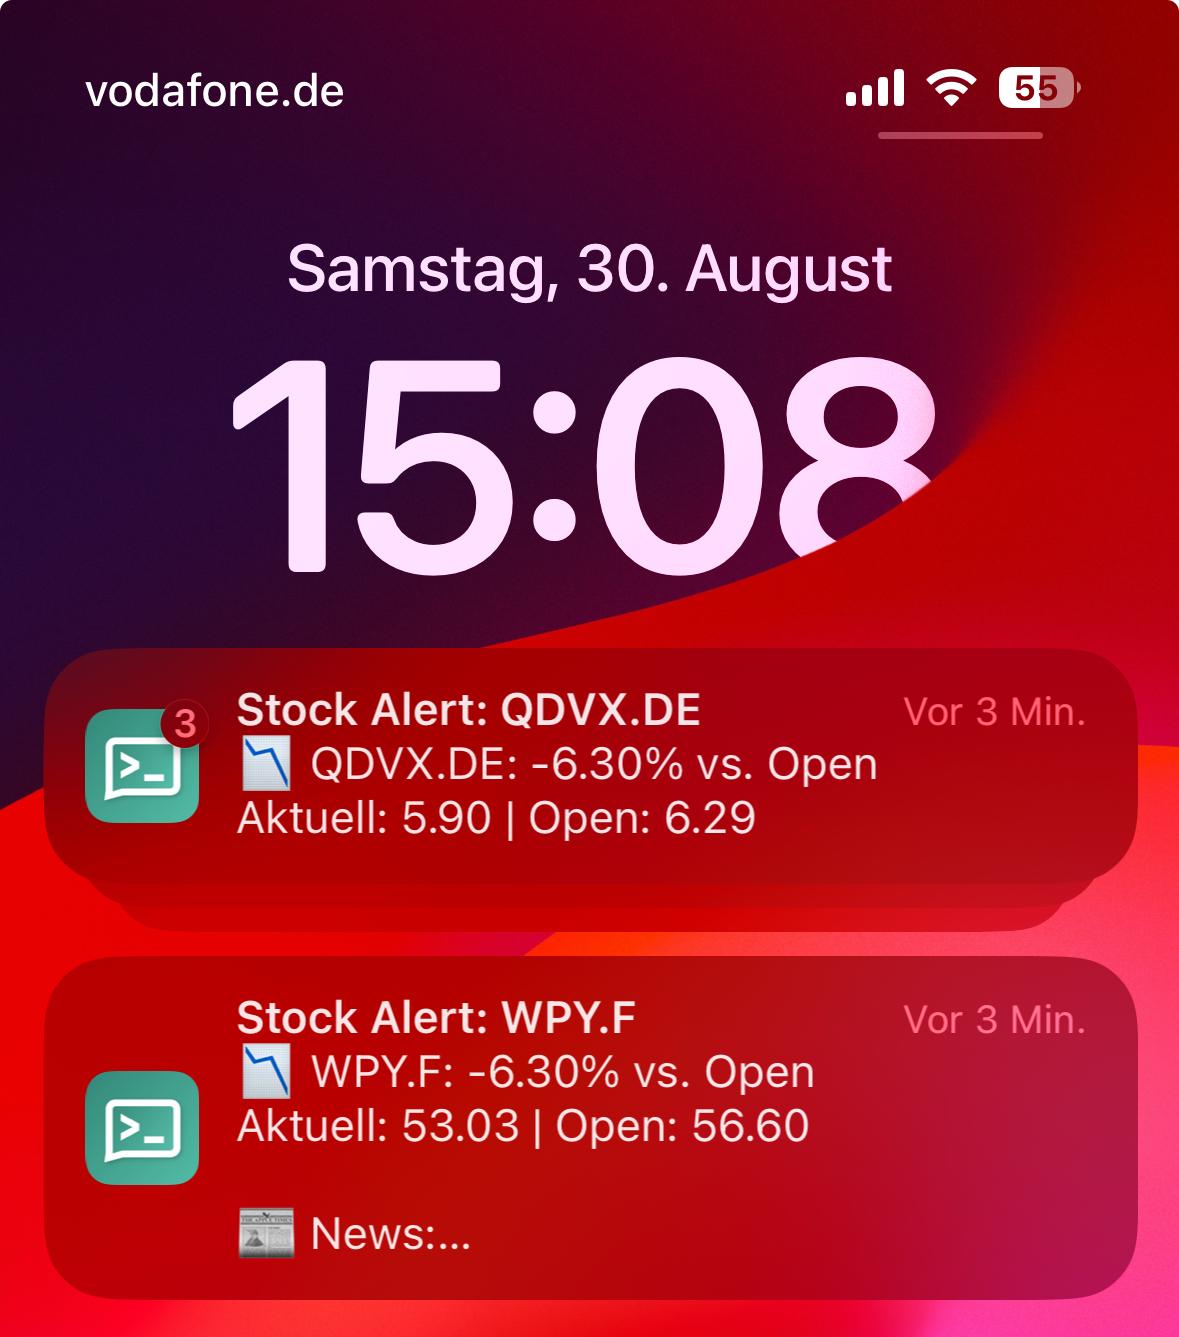 vodafone.de
55
Samstag, 30. August
15:08
3
Stock Alert: QDVX.DE
Vor 3 Min.
📉 QDVX.DE: -6.30% vs. Open
Aktuell: 5.90 | Open: 6.29
Stock Alert: WPY.F
Vor 3 Min.
📉 WPY.F: -6.30% vs. Open
Aktuell: 53.03 | Open: 56.60
📰 News:...